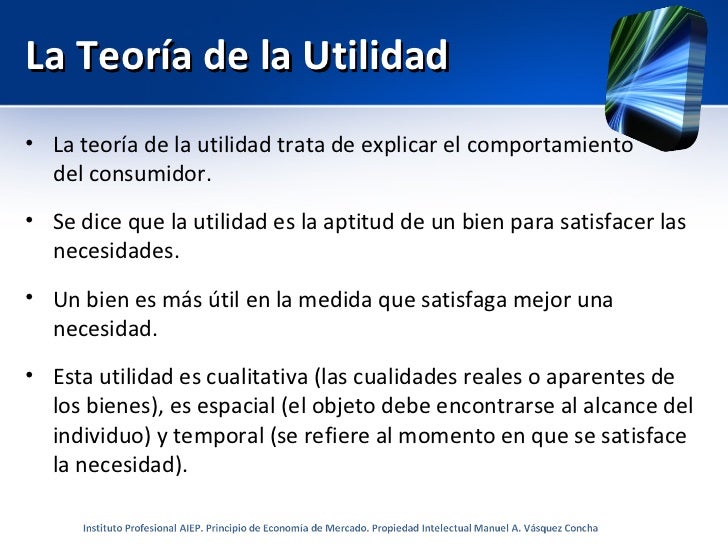 La Teoría de la Utilidad
• La teoría de la utilidad trata de explicar el comportamiento
del consumidor.
• Se dice que la utilidad es la aptitud de un bien para satisfacer las
necesidades.
• Un bien es más útil en la medida que satisfaga mejor una
necesidad.
• Esta utilidad es cualitativa (las cualidades reales o aparentes de
los bienes), es espacial (el objeto debe encontrarse al alcance del
individuo) y temporal (se refiere al momento en que se satisface
la necesidad).
Instituto Profesional AIEP. Principio de Economía de Mercado. Propiedad Intelectual Manuel A. Vásquez Concha